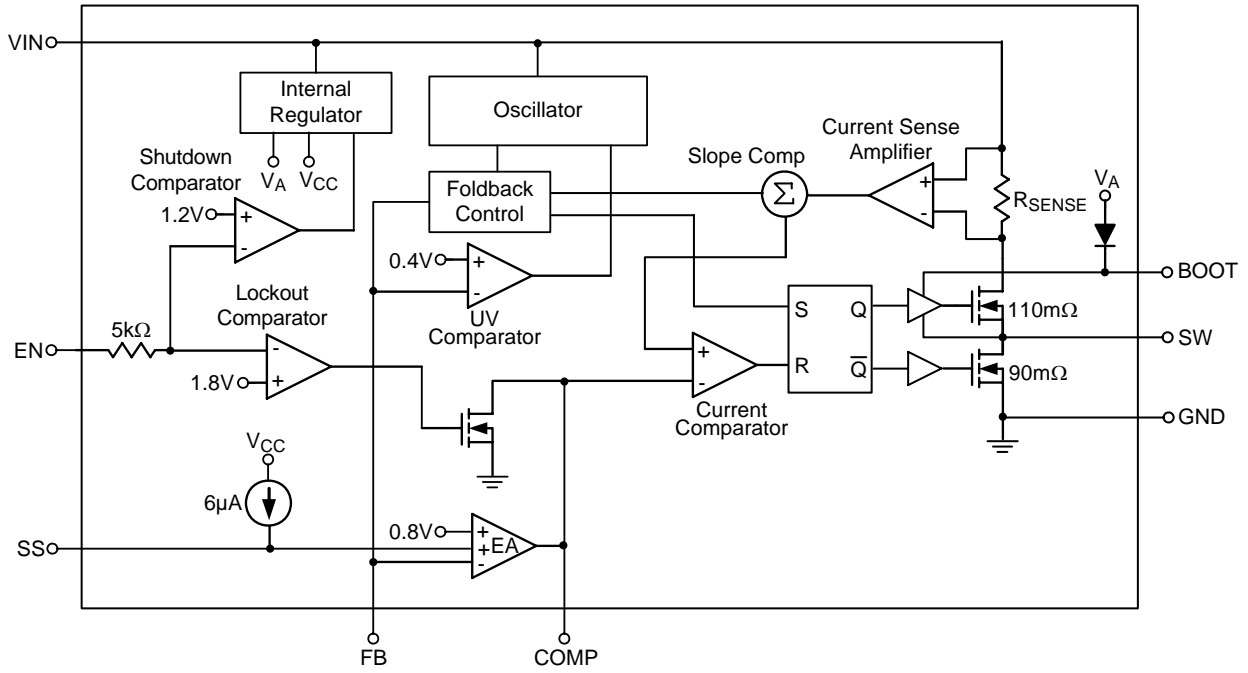 VIN
Internal
Regulator
Oscillator
Current Sense
Amplifier
Slope Comp
Shutdown
Comparator
VA
VCC
Foldback
Control
Σ
+
-
RSENSE
VA
1.2V
+
-
0.4V
+
-
UV
Comparator
BOOT
Lockout
Comparator
S
Q
110mΩ
5kΩ
EN
-
+
1.8V
+
-
R
Q̅
SW
90mΩ
Current
Comparator
GND
VCC
6µA
0.8V
+
+
-
EA
SS
FB
COMP